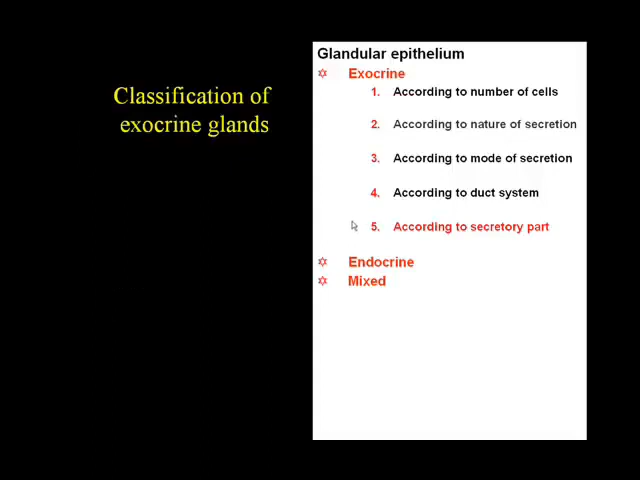 Classification of
exocrine glands
Glandular epithelium
Exocrine
1. According to number of cells
2. According to nature of secretion
3. According to mode of secretion
4. According to duct system
5. According to secretory part
Endocrine
Mixed